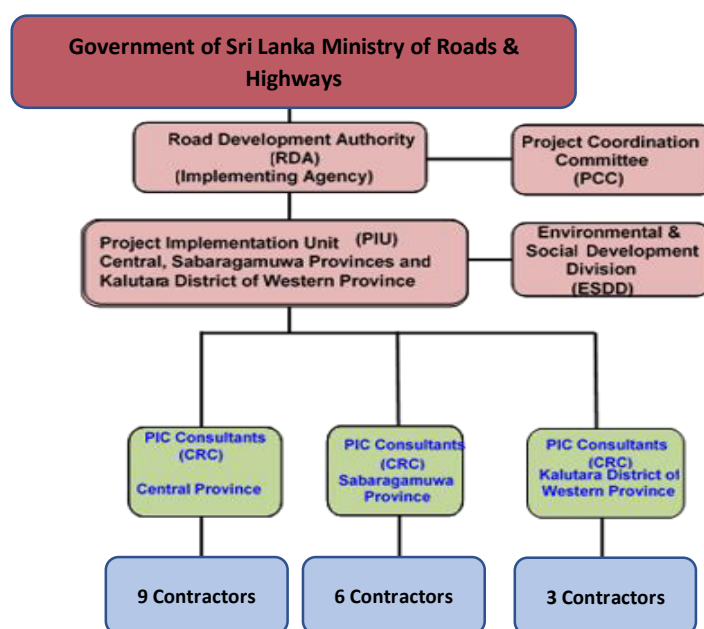 Government of Sri Lanka Ministry of Roads &
Highways
Road Development Authority
(RDA)
(Implementing Agency)
Project Coordination
Committee
(PCC)
Project Implementation Unit (PIU)
Central, Sabaragamuwa Provinces and
Kalutara District of Western Province
Environmental &
Social Development
Division
(ESDD)
PIC Consultants
(CRC)
Central Province
PIC Consultants
(CRC)
Sabaragamuwa
Province
PIC Consultants
(CRC)
Kalutara District of
Western Province
9 Contractors
6 Contractors
3 Contractors